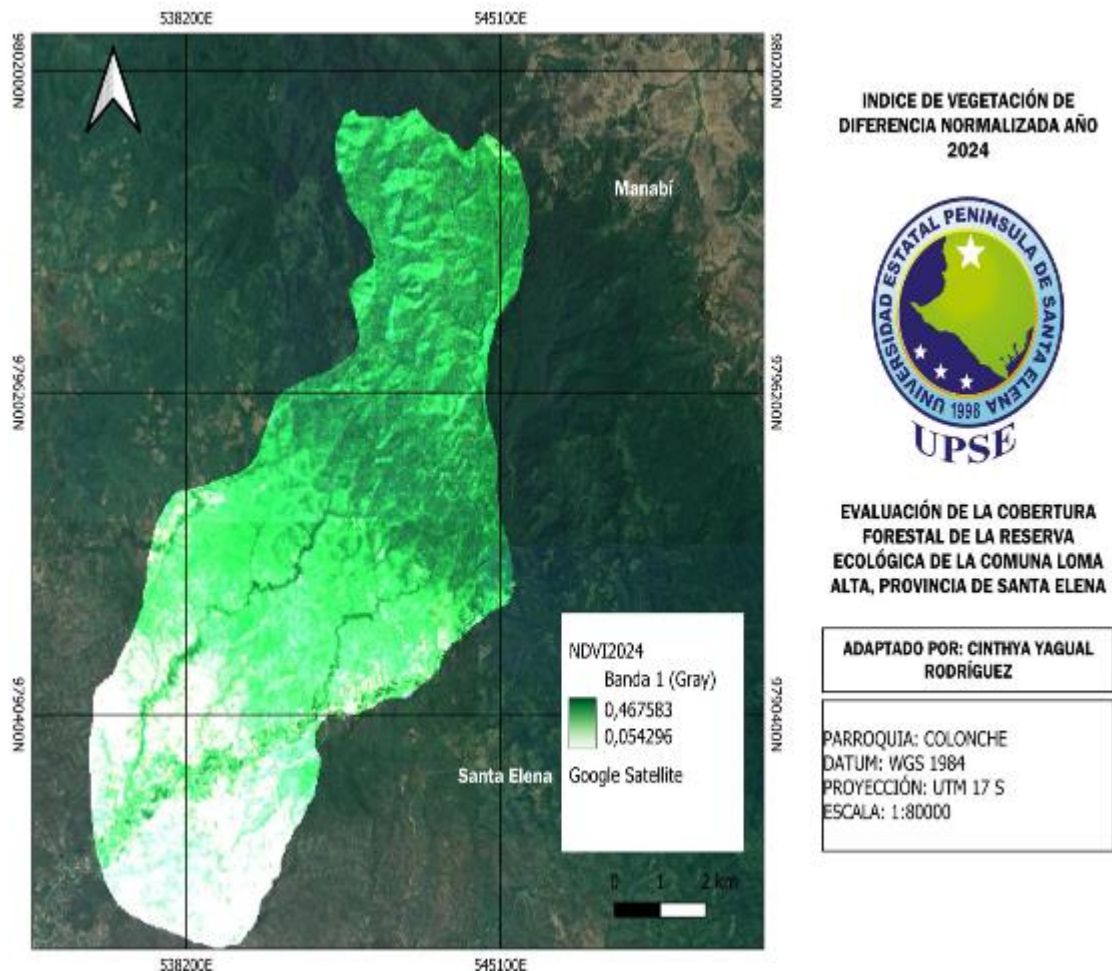 538200E
545100E
9802000N
9802000N
Manabí
9796200N
9796200N
9790400N
9790400N
Santa Elena
NDVI2024
Banda 1 (Gray)
0,467583
0,054296
Google Satellite
0 1 2 km
538200E
545100E
INDICE DE VEGETACIÓN DE
DIFERENCIA NORMALIZADA AÑO
2024
UNIVERSIDAD ESTATAL PENINSULA DE SANTA ELENA
1998
UPSE
EVALUACIÓN DE LA COBERTURA
FORESTAL DE LA RESERVA
ECOLÓGICA DE LA COMUNA LOMA
ALTA, PROVINCIA DE SANTA ELENA
ADAPTADO POR: CINTHYA YAGUAL
RODRÍGUEZ
PARROQUIA: COLONCHE
DATUM: WGS 1984
PROYECCIÓN: UTM 17 S
ESCALA: 1:80000